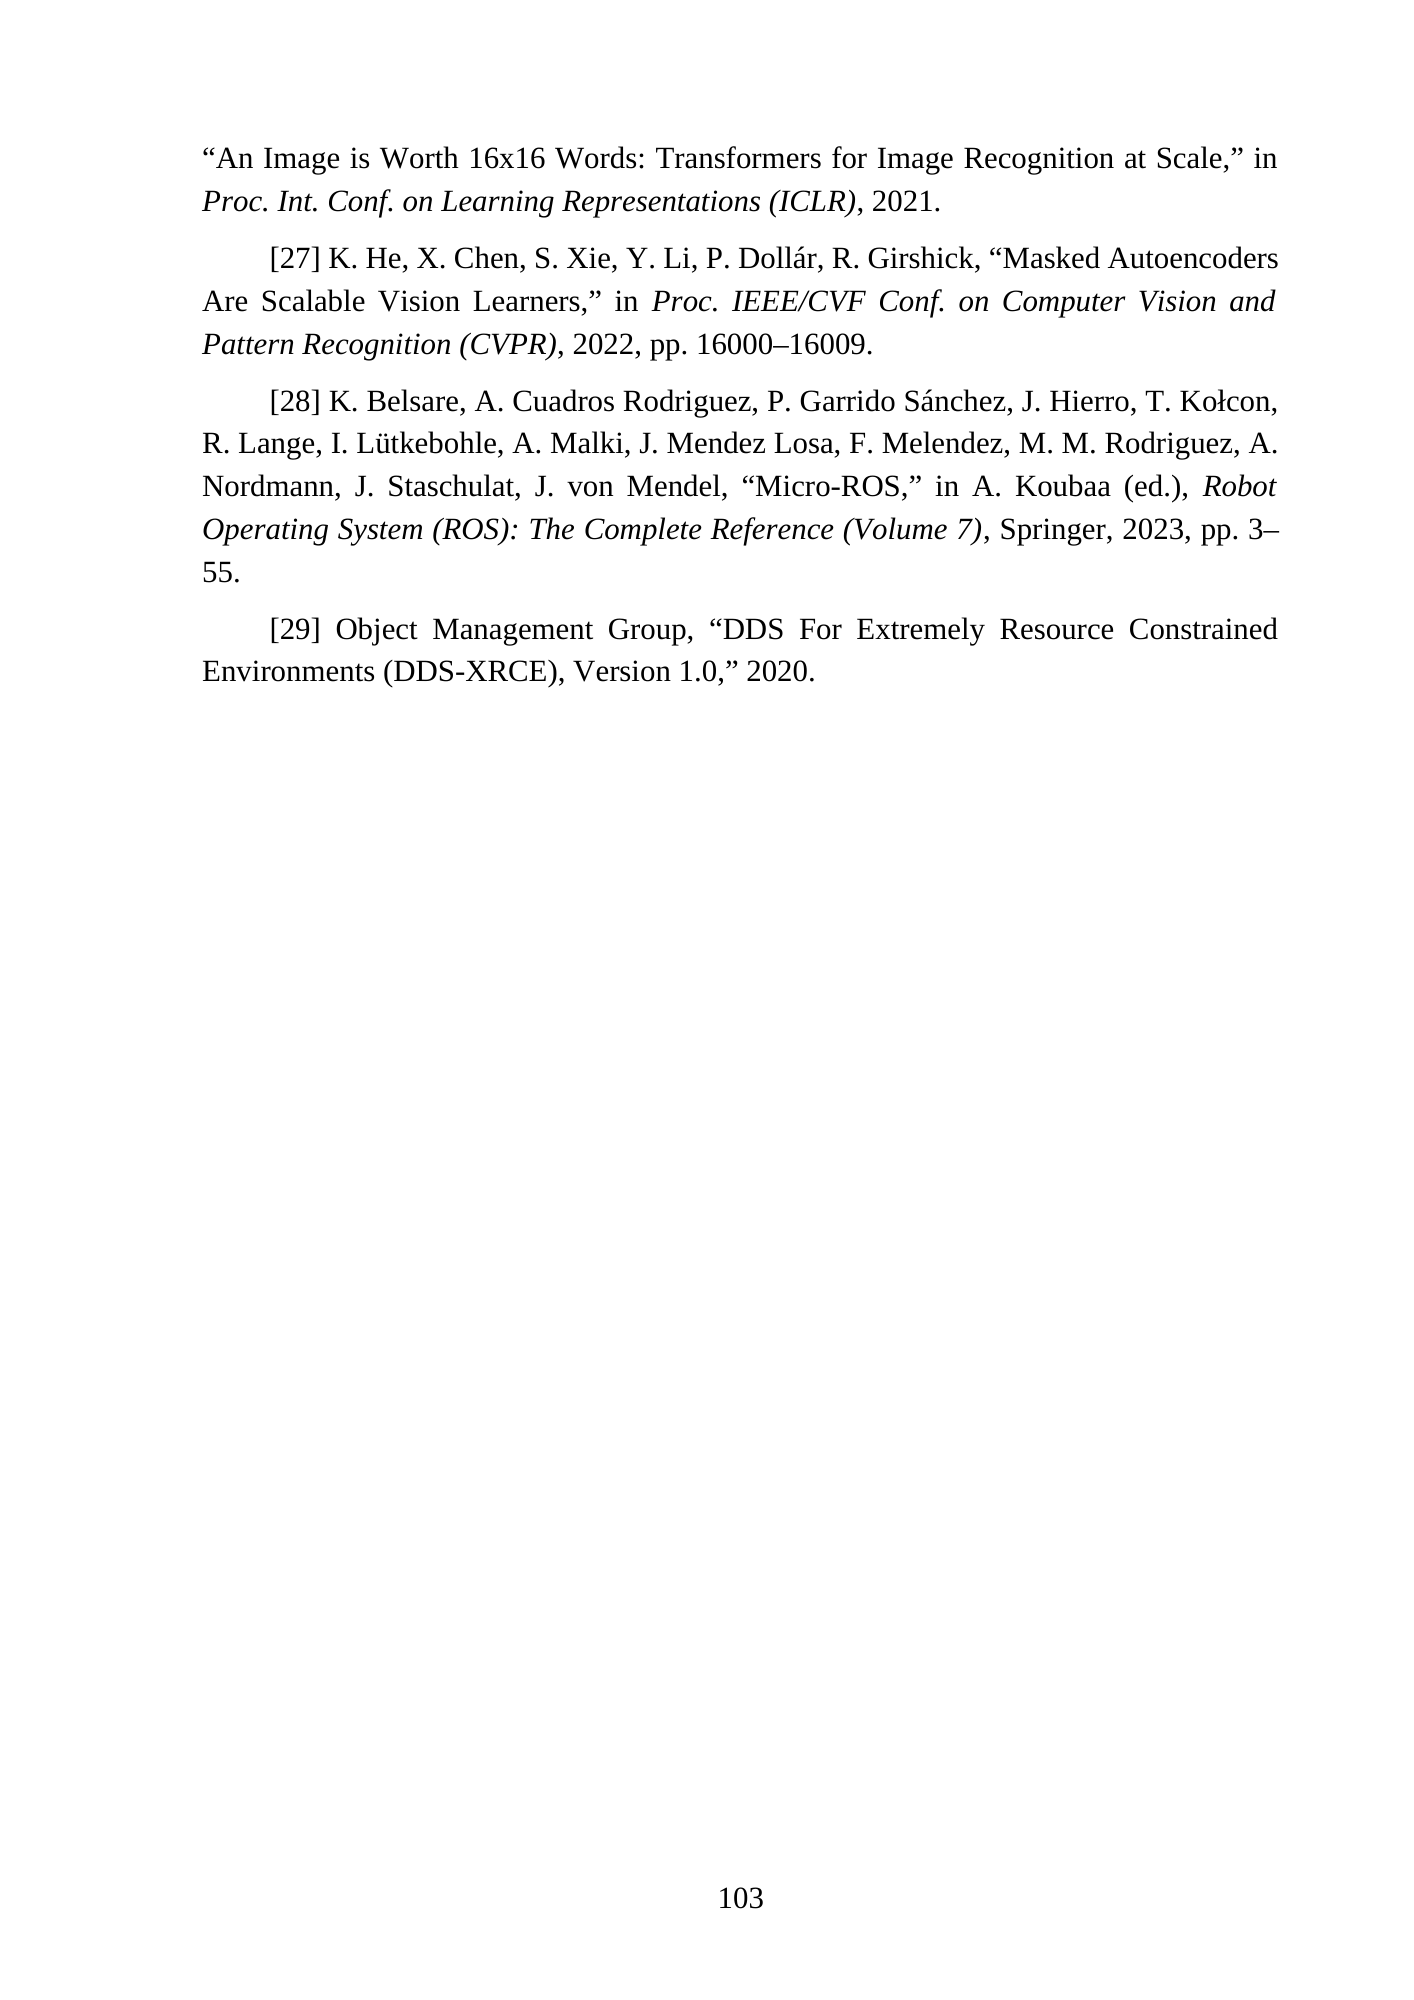 “An Image is Worth 16x16 Words: Transformers for Image Recognition at Scale,” in
Proc. Int. Conf. on Learning Representations (ICLR), 2021.
[27] K. He, X. Chen, S. Xie, Y. Li, P. Dollár, R. Girshick, “Masked Autoencoders
Are Scalable Vision Learners,” in Proc. IEEE/CVF Conf. on Computer Vision and
Pattern Recognition (CVPR), 2022, pp. 16000–16009.
[28] K. Belsare, A. Cuadros Rodriguez, P. Garrido Sánchez, J. Hierro, T. Kołcon,
R. Lange, I. Lütkebohle, A. Malki, J. Mendez Losa, F. Melendez, M. M. Rodriguez, A.
Nordmann, J. Staschulat, J. von Mendel, “Micro-ROS,” in A. Koubaa (ed.), Robot
Operating System (ROS): The Complete Reference (Volume 7), Springer, 2023, pp. 3–
55.
[29] Object Management Group, “DDS For Extremely Resource Constrained
Environments (DDS-XRCE), Version 1.0,” 2020.
103